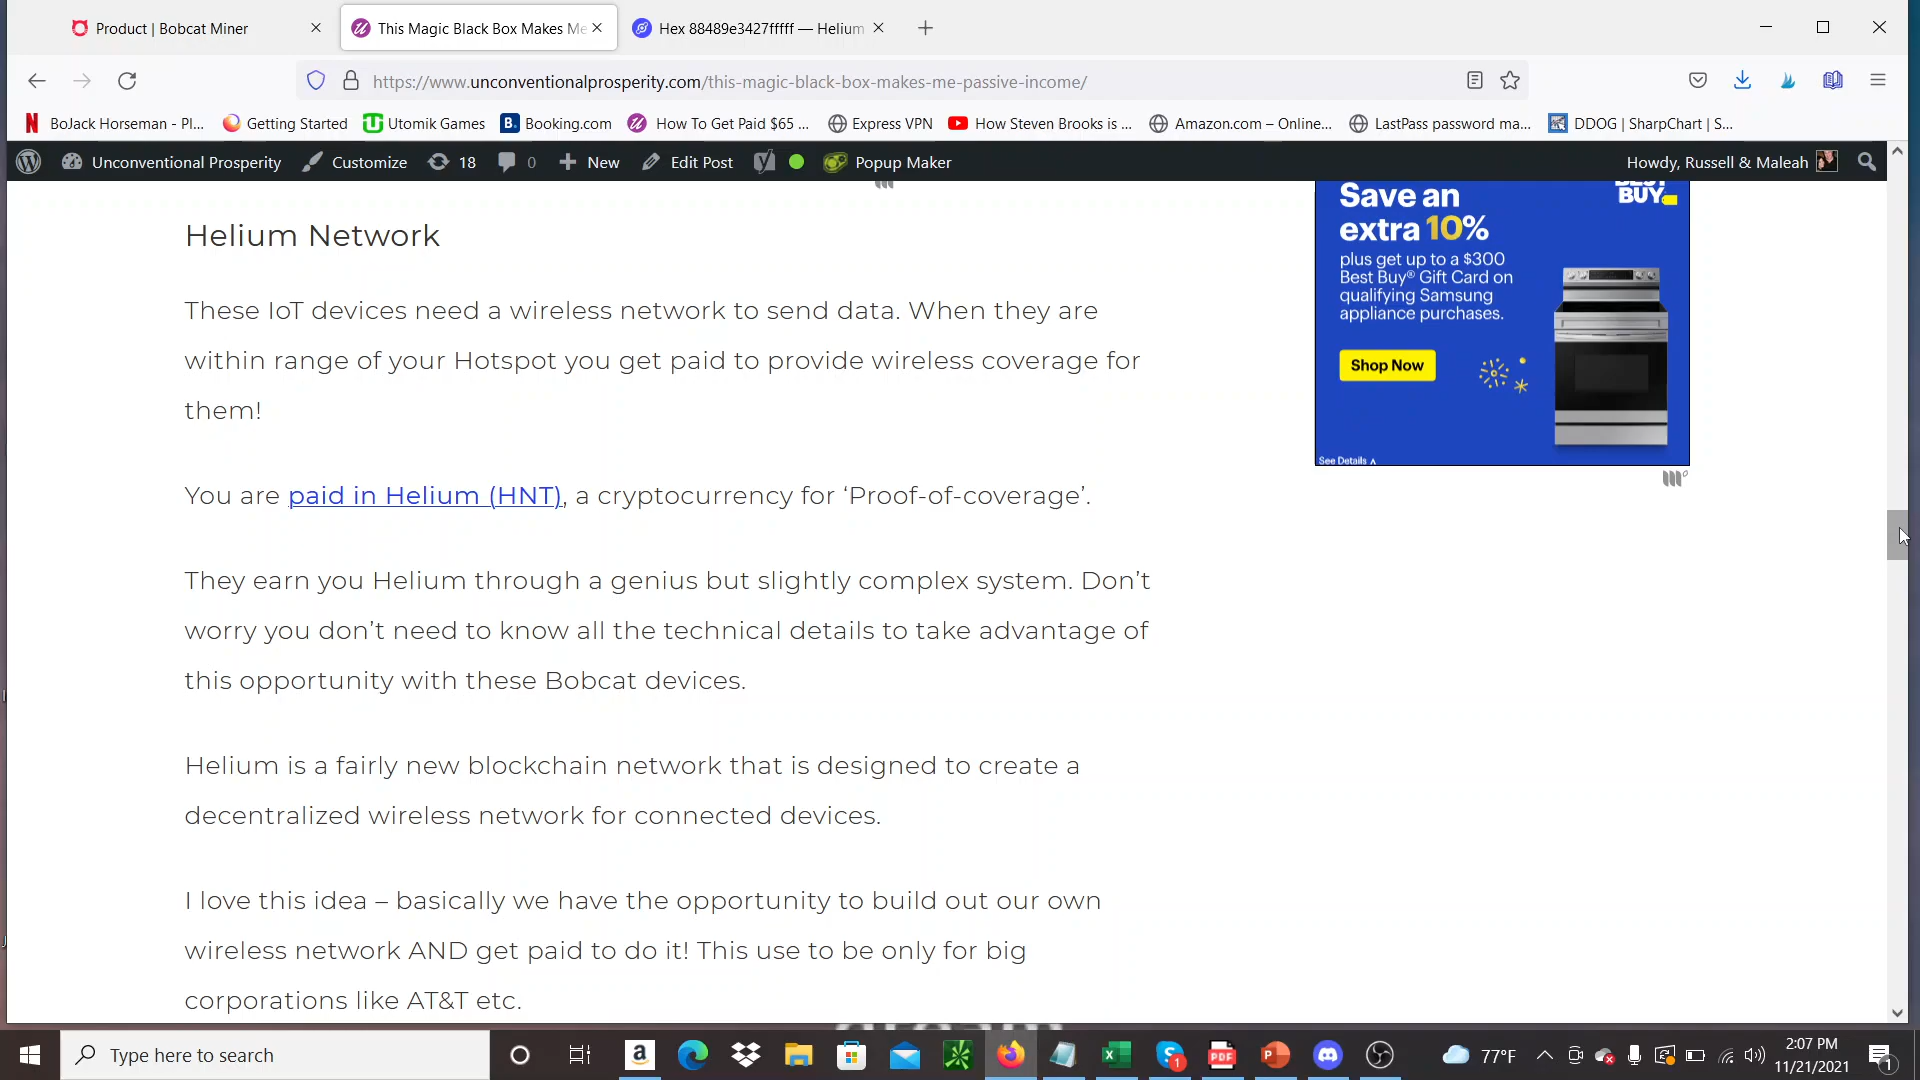 Product | Bobcat Miner
This Magic Black Box Makes Me
Hex 88489e3427fffff — Helium
https://www.unconventionalprosperity.com/this-magic-black-box-makes-me-passive-income/
BoJack Horseman - Pl...
Getting Started
Utomik Games
Booking.com
How To Get Paid $65 ...
Express VPN
How Steven Brooks is ...
Amazon.com – Online...
LastPass password ma...
DDOG | SharpChart | S...
Unconventional Prosperity
Customize
18
0
New
Edit Post
Popup Maker
Howdy, Russell & Maleah
Helium Network
These IoT devices need a wireless network to send data. When they are
within range of your Hotspot you get paid to provide wireless coverage for
them!
You are paid in Helium (HNT), a cryptocurrency for ‘Proof-of-coverage’.
They earn you Helium through a genius but slightly complex system. Don’t
worry you don’t need to know all the technical details to take advantage of
this opportunity with these Bobcat devices.
Helium is a fairly new blockchain network that is designed to create a
decentralized wireless network for connected devices.
I love this idea – basically we have the opportunity to build out our own
wireless network AND get paid to do it! This use to be only for big
corporations like AT&T etc.
BEST
BUY
Save an
extra 10%
plus get up to a $300
Best Buy® Gift Card on
qualifying Samsung
appliance purchases.
Shop Now
See Details
Type here to search
77°F
2:07 PM
11/21/2021
1